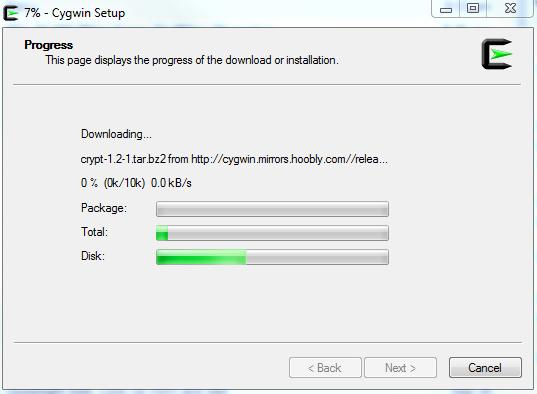 7% - Cygwin Setup
Progress
This page displays the progress of the download or installation.
Downloading...
crypt-1.2-1.tar.bz2 from http://cygwin.mirrors.hoobly.com//relea...
0 % (0k/10k) 0.0 kB/s
Package:
Total:
Disk:
< Back Next > Cancel